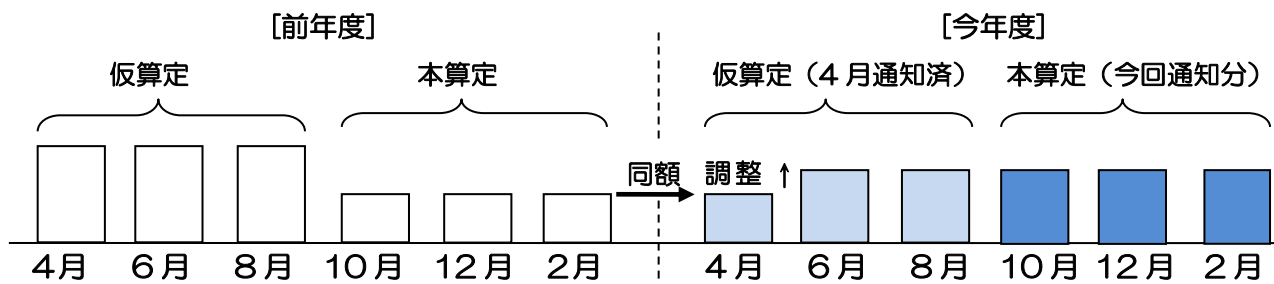 [前年度]
[今年度]
仮算定
本算定
仮算定（４月通知済）
本算定（今回通知分）
同額
調整 ↑
４月
６月
８月
10月
12月
２月
４月
６月
８月
10月
12月
２月